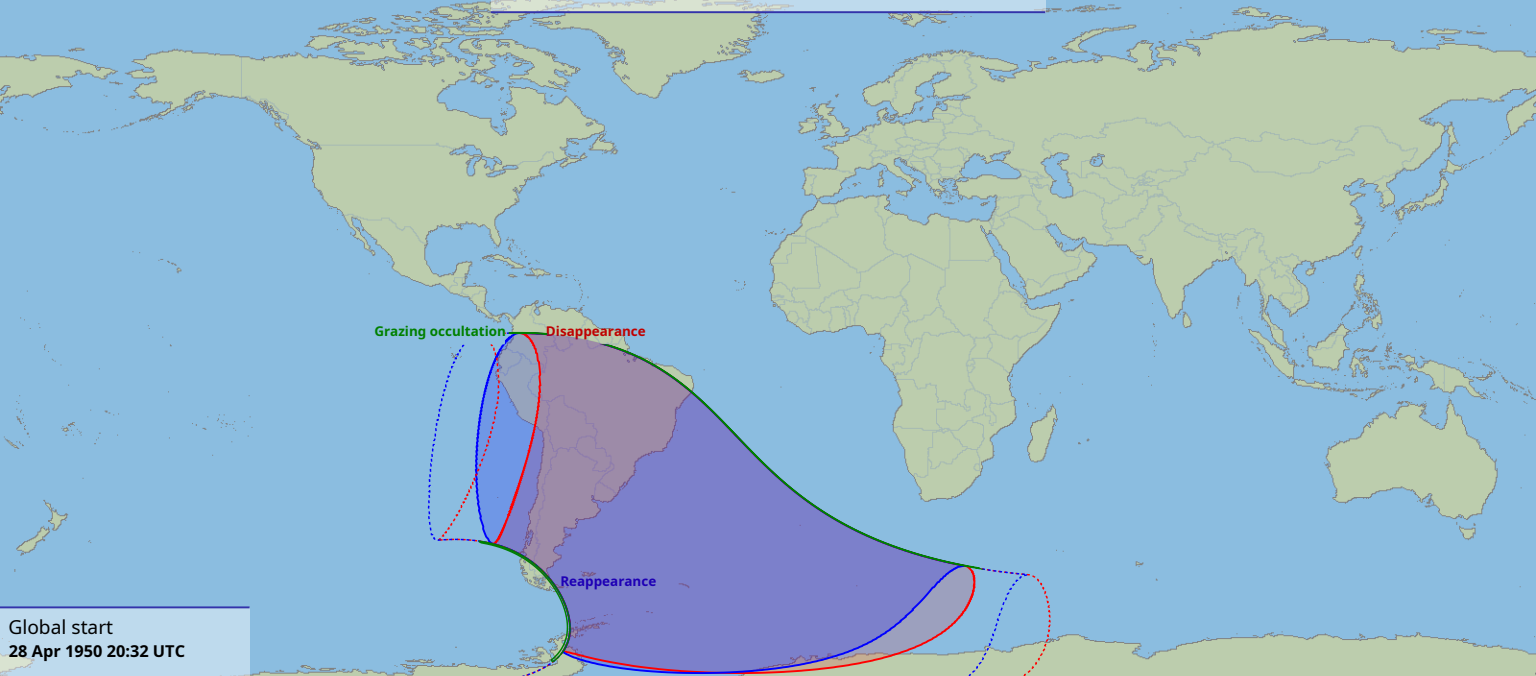 Grazing occultation
Disappearance
Reappearance
Global start
28 Apr 1950 20:32 UTC